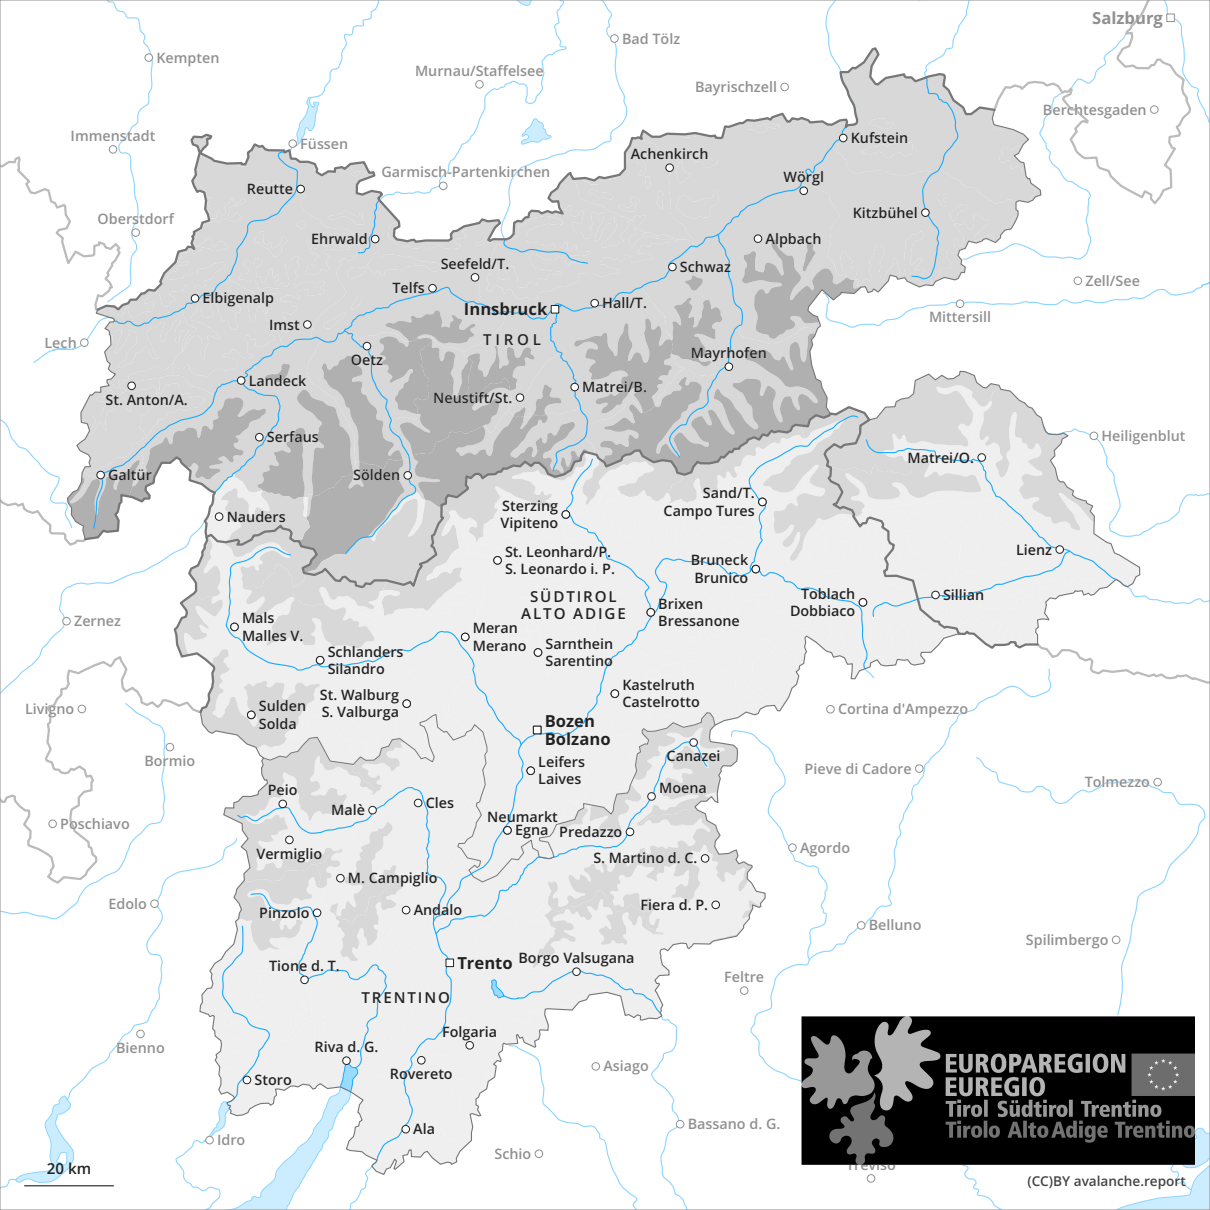 Salzburg
Bad Tölz
Kempten
Murnau/Staffelsee
Bayrischzell
Berchtesgaden
Immenstadt
Füssen
Kufstein
Achenkirch
Garmisch-Partenkirchen
Wörgl
Reutte
Oberstdorf
Kitzbühel
Ehrwald
Alpbach
Seefeld/T.
Schwaz
Zell/See
Telfs
Elbigenalp
Hall/T.
Innsbruck
Mittersill
Imst
TIROL
Lech
Mayrhofen
Oetz
Landeck
Matrei/B.
Neustift/St.
St. Anton/A.
Serfaus
Heiligenblut
Matrei/O.
Galtür
Sölden
Sand/T.
Campo Tures
Sterzing
Vipiteno
Nauders
Lienz
St. Leonhard/P.
S. Leonardo i. P.
Bruneck
Brunico
SÜDTIROL
ALTO ADIGE
Toblach
Dobbiaco
Sillian
Brixen
Bressanone
Zernez
Mals
Malles V.
Meran
Merano
Sarnthein
Sarentino
Schlanders
Silandro
Kastelruth
Castelrotto
St. Walburg
S. Valburga
Livigno
Sulden
Solda
Cortina d'Ampezzo
Bozen
Bolzano
Bormio
Canazei
Leifers
Laives
Pieve di Cadore
Tolmezzo
Peio
Moena
Malè
Cles
Neumarkt
Egna
Predazzo
Poschiavo
Vermiglio
Agordo
S. Martino d. C.
M. Campiglio
Edolo
Pinzolo
Andalo
Fiera d. P.
Belluno
Spilimbergo
Trento
Borgo Valsugana
Tione d. T.
Feltre
TRENTINO
Folgaria
Bienno
Riva d. G.
EUROPAREGION
EUREGIO
Tirol Südtirol Trentino
Tirolo Alto Adige Trentino
Asiago
Rovereto
Storo
Ala
Bassano d. G.
Idro
Schio
Treviso
20 km
(CC)BY avalanche.report